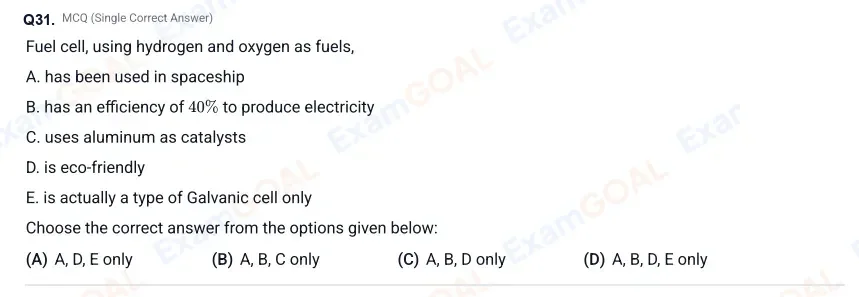 Q31. MCQ (Single Correct Answer)
Fuel cell, using hydrogen and oxygen as fuels,
A. has been used in spaceship
B. has an efficiency of 40% to produce electricity
C. uses aluminum as catalysts
D. is eco-friendly
E. is actually a type of Galvanic cell only
Choose the correct answer from the options given below:
(A) A, D, E only (B) A, B, C only (C) A, B, D only (D) A, B, D, E only
ExamGOAL
ExamGOAL